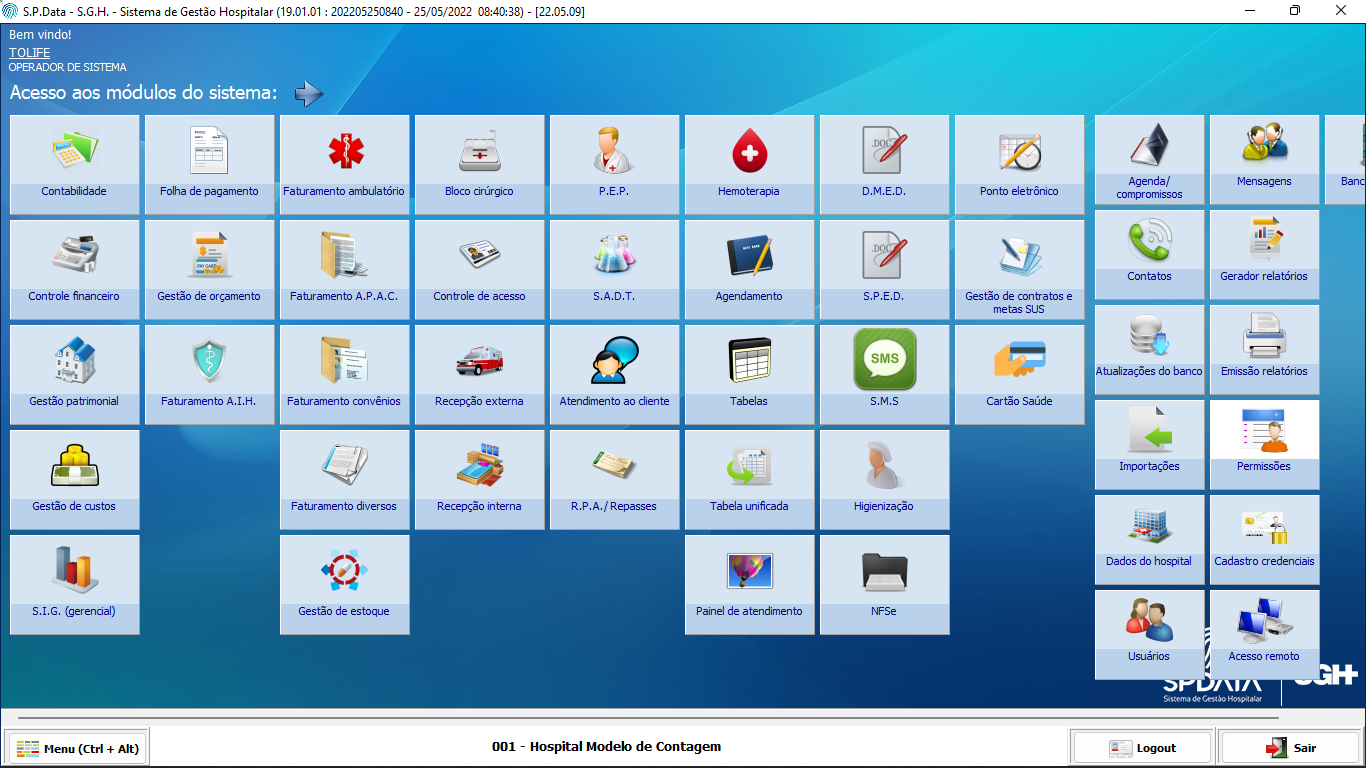 S.P.Data - S.G.H. - Sistema de Gestão Hospitalar (19.01.01 : 202205250840 - 25/05/2022 08:40:38) - [22.05.09]
Bem vindo!
TOLIFE
OPERADOR DE SISTEMA
Acesso aos módulos do sistema:
Contabilidade
Folha de pagamento
Faturamento ambulatório
Bloco cirúrgico
P.E.P.
Hemoterapia
.DOC
D.M.E.D.
Ponto eletrônico
Agenda/
compromissos
Mensagens
Banc
Controle financeiro
Gestão de orçamento
Faturamento A.P.A.C.
Controle de acesso
S.A.D.T.
Agendamento
.DOC
S.P.E.D.
Gestão de contratos e
metas SUS
Contatos
Gerador relatórios
Gestão patrimonial
Faturamento A.I.H.
Faturamento convênios
Recepção externa
Atendimento ao cliente
Tabelas
SMS
S.M.S
Cartão Saúde
Atualizações do banco
Emissão relatórios
Gestão de custos
Faturamento diversos
Recepção interna
R.P.A./ Repasses
Tabela unificada
Higienização
Importações
Permissões
S.I.G. (gerencial)
Gestão de estoque
Painel de atendimento
NFSe
Dados do hospital
Cadastro credenciais
Usuários
Acesso remoto
SPDATA
Sistema de Gestão Hospitalar
SGH
Menu (Ctrl + Alt)
001 - Hospital Modelo de Contagem
Logout
Sair